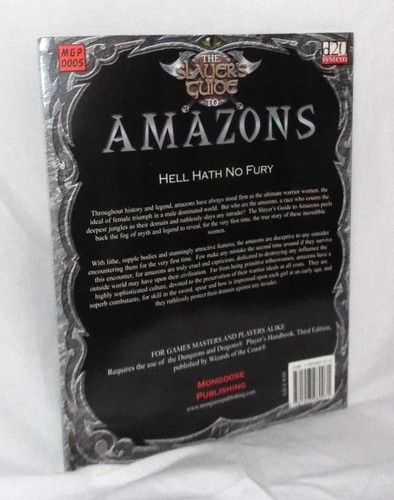 MGP
0005
d20
system
THE
SLAYER'S
GUIDE
TO
AMAZONS
HELL HATH NO FURY
Throughout history and legend, amazons have always stood firm as the ultimate warrior women, the
ideal of female triumph in a male dominated world. But who are the amazons, a race who ensures the
deepest jungles as their domain and ruthlessly slays any intruder? The Slayer's Guide to Amazons peels
back the fog of myth and legend to reveal, for the very first time, the true story of these incredible
women.
With lithe, supple bodies and stunningly attractive features, the amazons are deceptive to any outsider
encountering them for the very first time. Few make any mistake the second time around if they survive
this encounter, for amazons are truly cruel and capricious, dedicated to destroying any influence the
outside world may have upon their civilisation. Far from being primitive tribeswomen, amazons have a
highly sophisticated culture, devoted to the preservation of their warrior ideals at all costs. They are
superb combatants, for skill in the sword, spear and bow is impressed upon each girl at an early age, and
they ruthlessly protect their domain against any invader.
FOR GAMES MASTERS AND PLAYERS ALIKE
Requires the use of the Dungeons and Dragons® Player's Handbook, Third Edition,
published by Wizards of the Coast®
MONGOOSE
PUBLISHING
www.mongoosepublishing.com